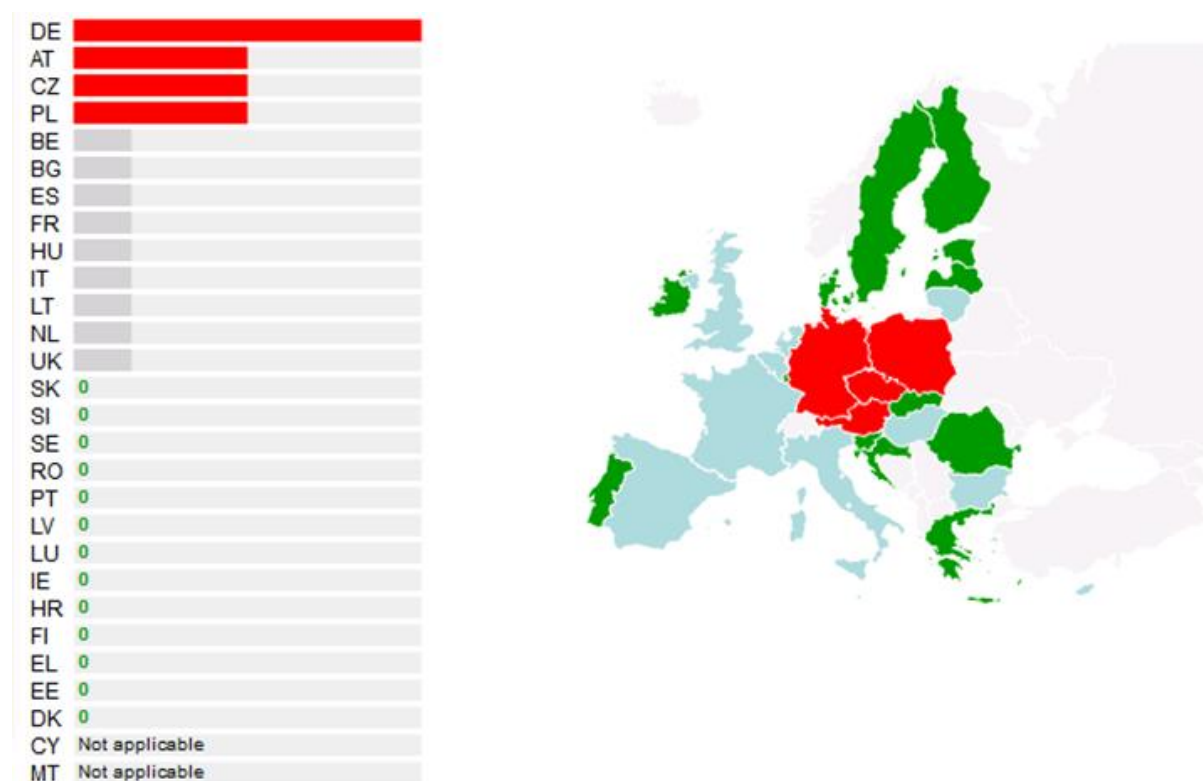 DE
AT
CZ
PL
BE
BG
ES
FR
HU
IT
LT
NL
UK
SK 0
SI 0
SE 0
RO 0
PT 0
LV 0
LU 0
IE 0
HR 0
FI 0
EL 0
EE 0
DK 0
CY Not applicable
MT Not applicable